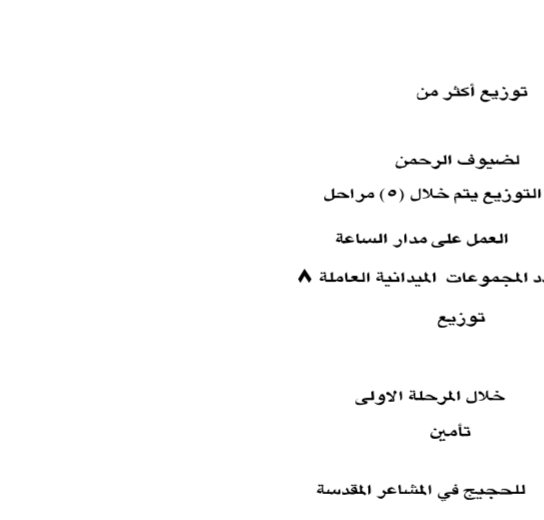 توزيع أكثر من
لضيوف الرحمن
التوزيع يتم خلال (٥) مراحل
العمل على مدار الساعة
المجموعات الميدانية العاملة ٨
توزيع
خلال المرحلة الاولى
تأمين
للحجيج في المشاعر المقدسة